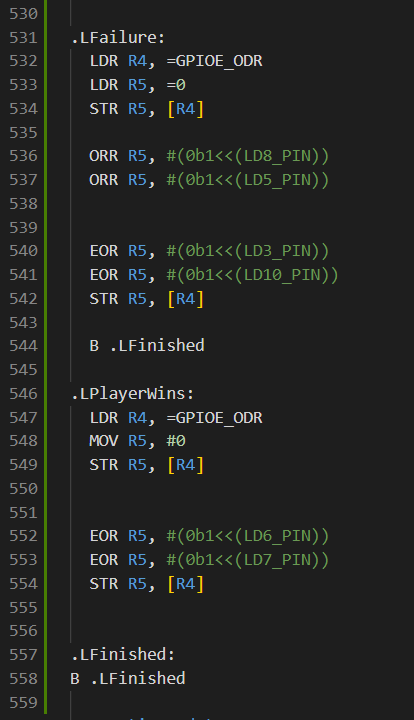 530
531 .LFailure:
532 LDR R4, =GPIOE_ODR
533 LDR R5, =0
534 STR R5, [R4]
535
536 ORR R5, #(0b1<<(LD8_PIN))
537 ORR R5, #(0b1<<(LD5_PIN))
538
539
540 EOR R5, #(0b1<<(LD3_PIN))
541 EOR R5, #(0b1<<(LD10_PIN))
542 STR R5, [R4]
543
544 B .LFinished
545
546 .LPlayerWins:
547 LDR R4, =GPIOE_ODR
548 MOV R5, #0
549 STR R5, [R4]
550
551
552 EOR R5, #(0b1<<(LD6_PIN))
553 EOR R5, #(0b1<<(LD7_PIN))
554 STR R5, [R4]
555
556
557 .LFinished:
558 B .LFinished
559